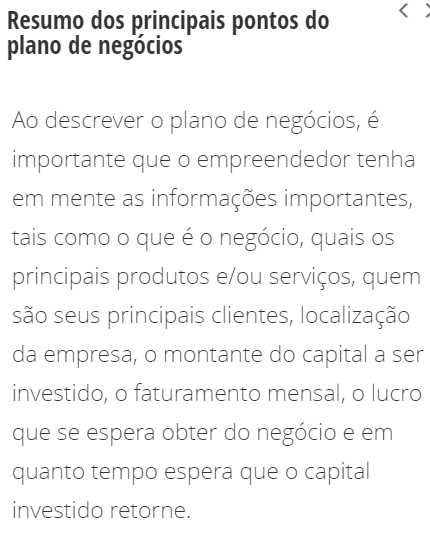 Resumo dos principais pontos do
plano de negócios
Ao descrever o plano de negócios, é
importante que o empreendedor tenha
em mente as informações importantes,
tais como o que é o negócio, quais os
principais produtos e/ou serviços, quem
são seus principais clientes, localização
da empresa, o montante do capital a ser
investido, o faturamento mensal, o lucro
que se espera obter do negócio e em
quanto tempo espera que o capital
investido retorne.